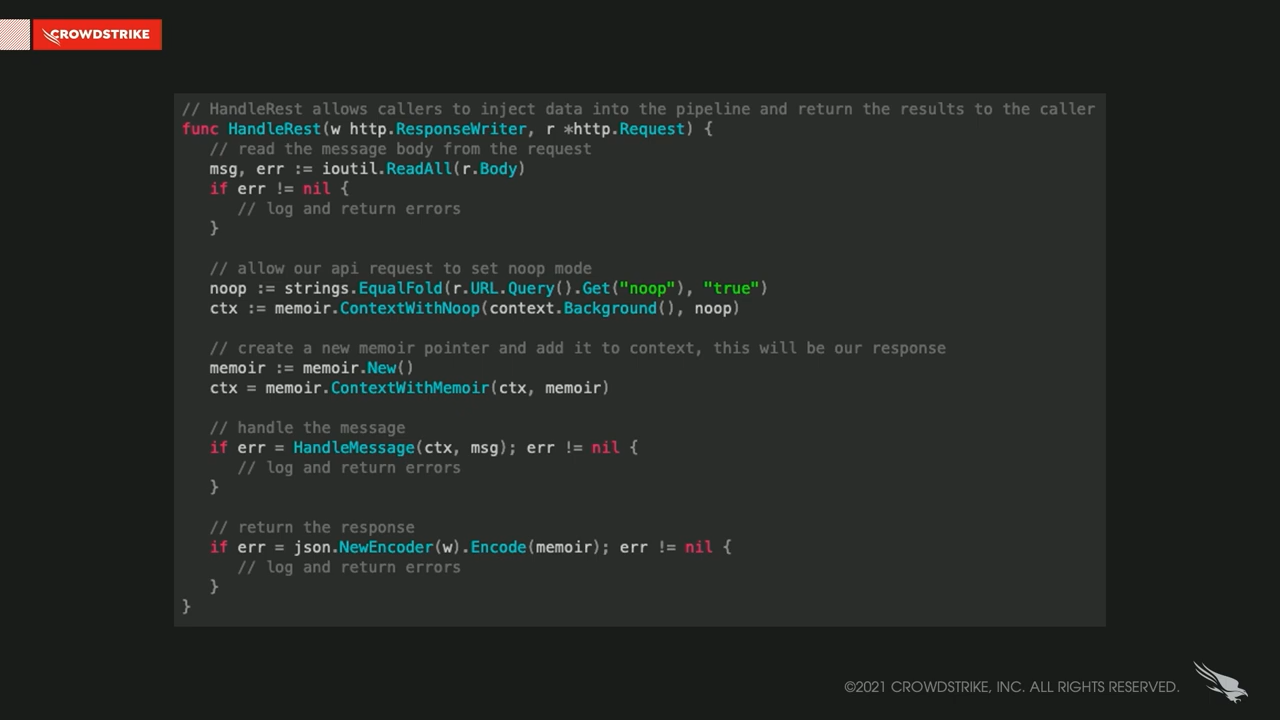 CROWDSTRIKE
// HandleRest allows callers to inject data into the pipeline and return the results to the caller
func HandleRest(w http.ResponseWriter, r *http.Request) {
   // read the message body from the request
   msg, err := ioutil.ReadAll(r.Body)
   if err != nil {
      // log and return errors
   }

   // allow our api request to set noop mode
   noop := strings.EqualFold(r.URL.Query().Get("noop"), "true")
   ctx := memoir.ContextWithNoop(context.Background(), noop)

   // create a new memoir pointer and add it to context, this will be our response
   memoir := memoir.New()
   ctx = memoir.ContextWithMemoir(ctx, memoir)

   // handle the message
   if err = HandleMessage(ctx, msg); err != nil {
      // log and return errors
   }

   // return the response
   if err = json.NewEncoder(w).Encode(memoir); err != nil {
      // log and return errors
   }
}
©2021 CROWDSTRIKE, INC. ALL RIGHTS RESERVED.